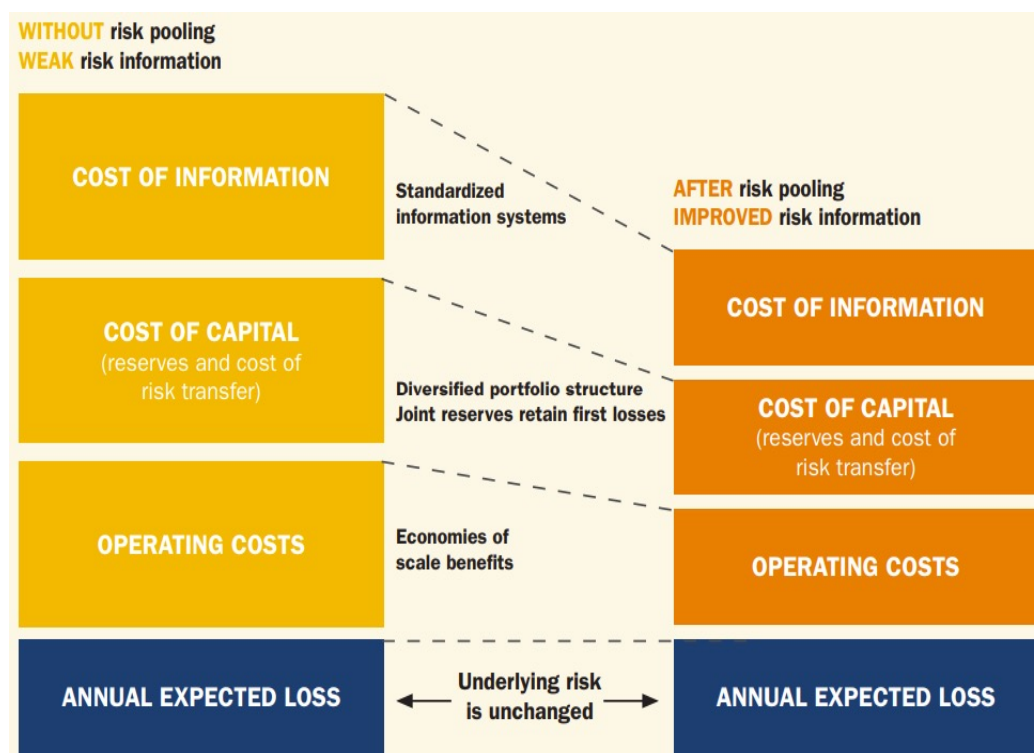 WITHOUT risk pooling
WEAK risk information
COST OF INFORMATION
COST OF CAPITAL
(reserves and cost of
risk transfer)
OPERATING COSTS
ANNUAL EXPECTED LOSS
Standardized
information systems
Diversified portfolio structure
Joint reserves retain first losses
Economies of
scale benefits
Underlying risk
is unchanged
AFTER risk pooling
IMPROVED risk information
COST OF INFORMATION
COST OF CAPITAL
(reserves and cost of
risk transfer)
OPERATING COSTS
ANNUAL EXPECTED LOSS